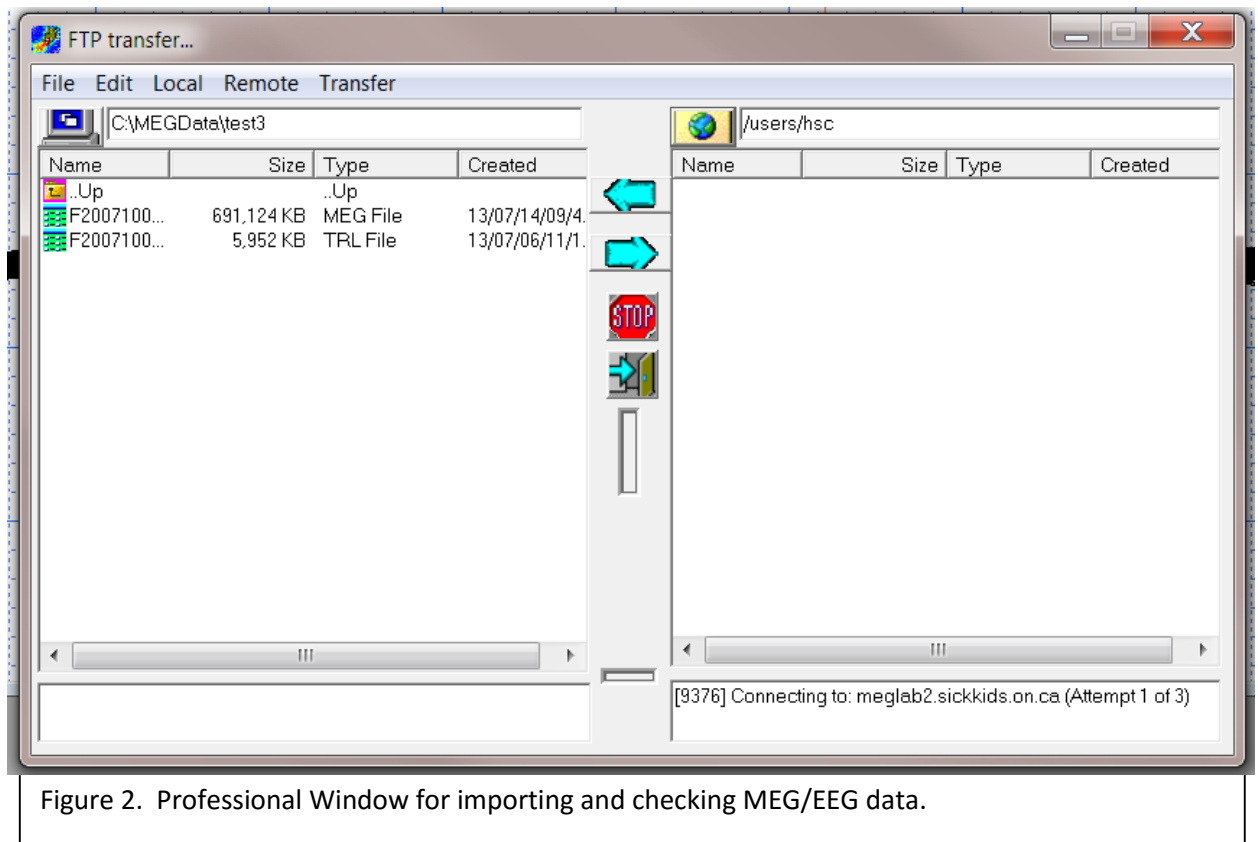 FTP transfer...
File Edit Local Remote Transfer
C:\MEGData\test3
/users/hsc
Name Size Type Created
Name Size Type Created
..Up ..Up
F2007100... 691,124 KB MEG File 13/07/14/09/4.
F2007100... 5,952 KB TRL File 13/07/06/11/1.
STOP
[9376] Connecting to: meglab2.sickkids.on.ca (Attempt 1 of 3)
Figure 2. Professional Window for importing and checking MEG/EEG data.